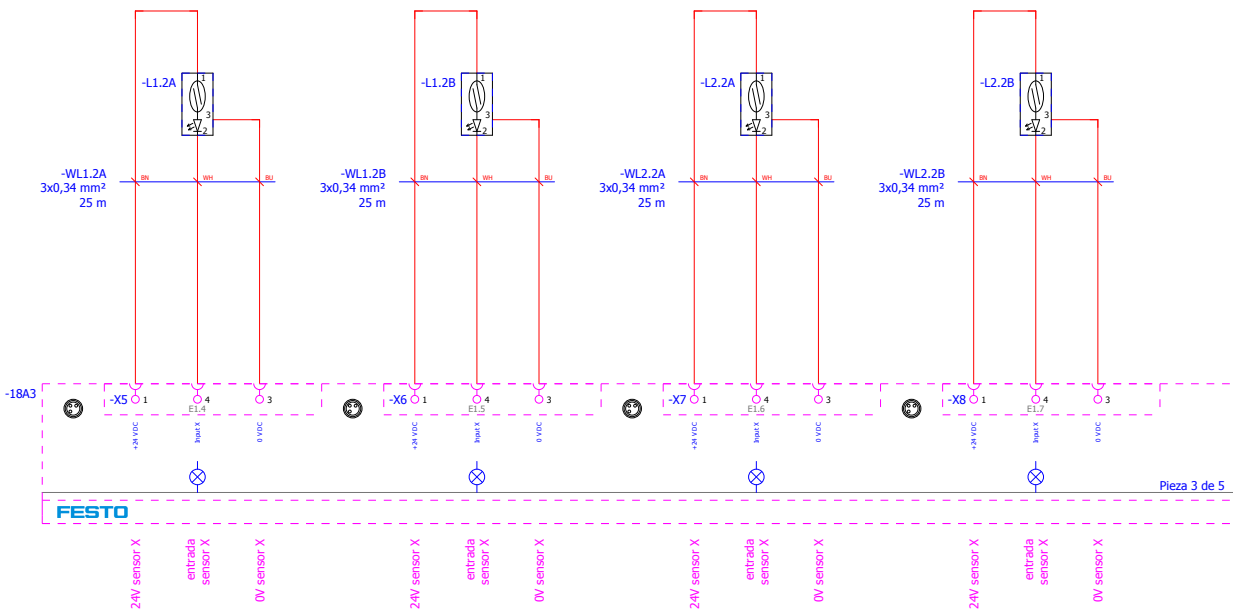 -L1.2A
1
3
2
-L1.2B
1
3
2
-L2.2A
1
3
2
-L2.2B
1
3
2
-WL1.2A
3x0,34 mm²
25 m
BN
WH
BU
-WL1.2B
3x0,34 mm²
25 m
BN
WH
BU
-WL2.2A
3x0,34 mm²
25 m
BN
WH
BU
-WL2.2B
3x0,34 mm²
25 m
BN
WH
BU
-18A3
-X5
1
4
3
E1.4
-X6
1
4
3
E1.5
-X7
1
4
3
E1.6
-X8
1
4
3
E1.7
+24 VDC
Input X
0 VDC
+24 VDC
Input X
0 VDC
+24 VDC
Input X
0 VDC
+24 VDC
Input X
0 VDC
Pieza 3 de 5
FESTO
24V sensor X
entrada
sensor X
0V sensor X
24V sensor X
entrada
sensor X
0V sensor X
24V sensor X
entrada
sensor X
0V sensor X
24V sensor X
entrada
sensor X
0V sensor X